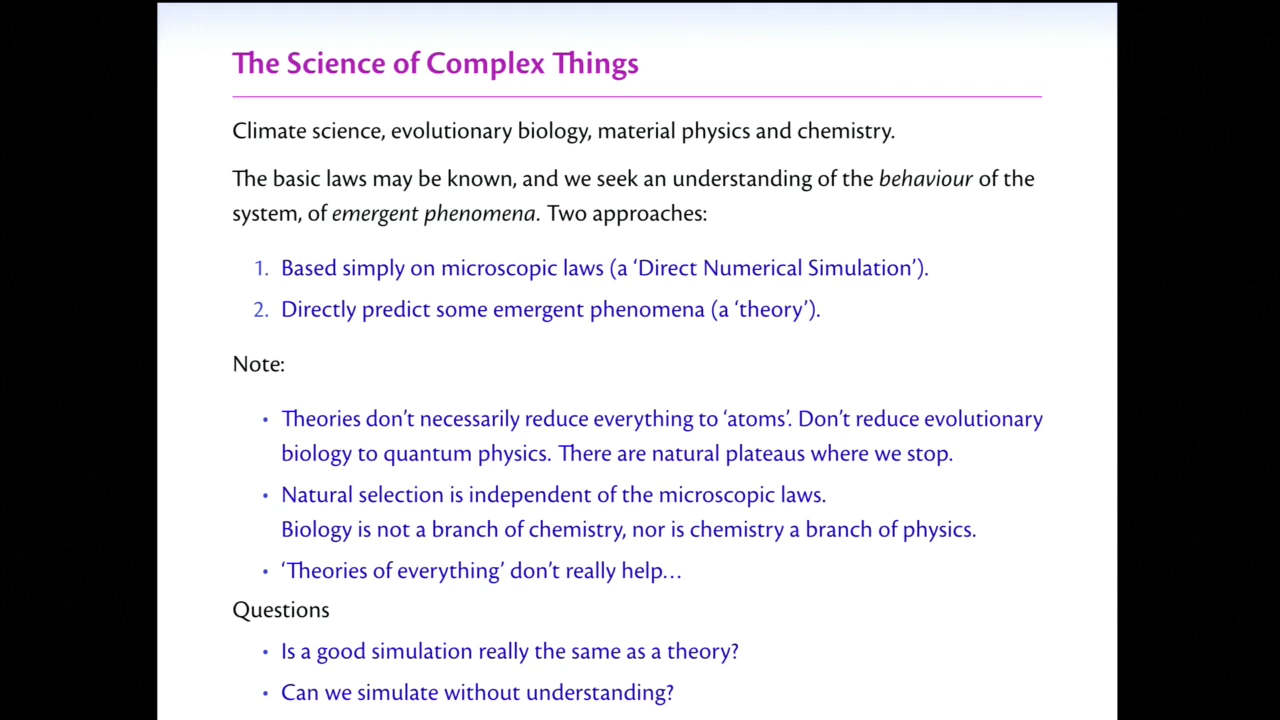 The Science of Complex Things
Climate science, evolutionary biology, material physics and chemistry.
The basic laws may be known, and we seek an understanding of the behaviour of the
system, of emergent phenomena. Two approaches:
1. Based simply on microscopic laws (a ‘Direct Numerical Simulation’).
2. Directly predict some emergent phenomena (a ‘theory’).
Note:
• Theories don’t necessarily reduce everything to ‘atoms’. Don’t reduce evolutionary
biology to quantum physics. There are natural plateaus where we stop.
• Natural selection is independent of the microscopic laws.
Biology is not a branch of chemistry, nor is chemistry a branch of physics.
• ‘Theories of everything’ don’t really help…
Questions
• Is a good simulation really the same as a theory?
• Can we simulate without understanding?